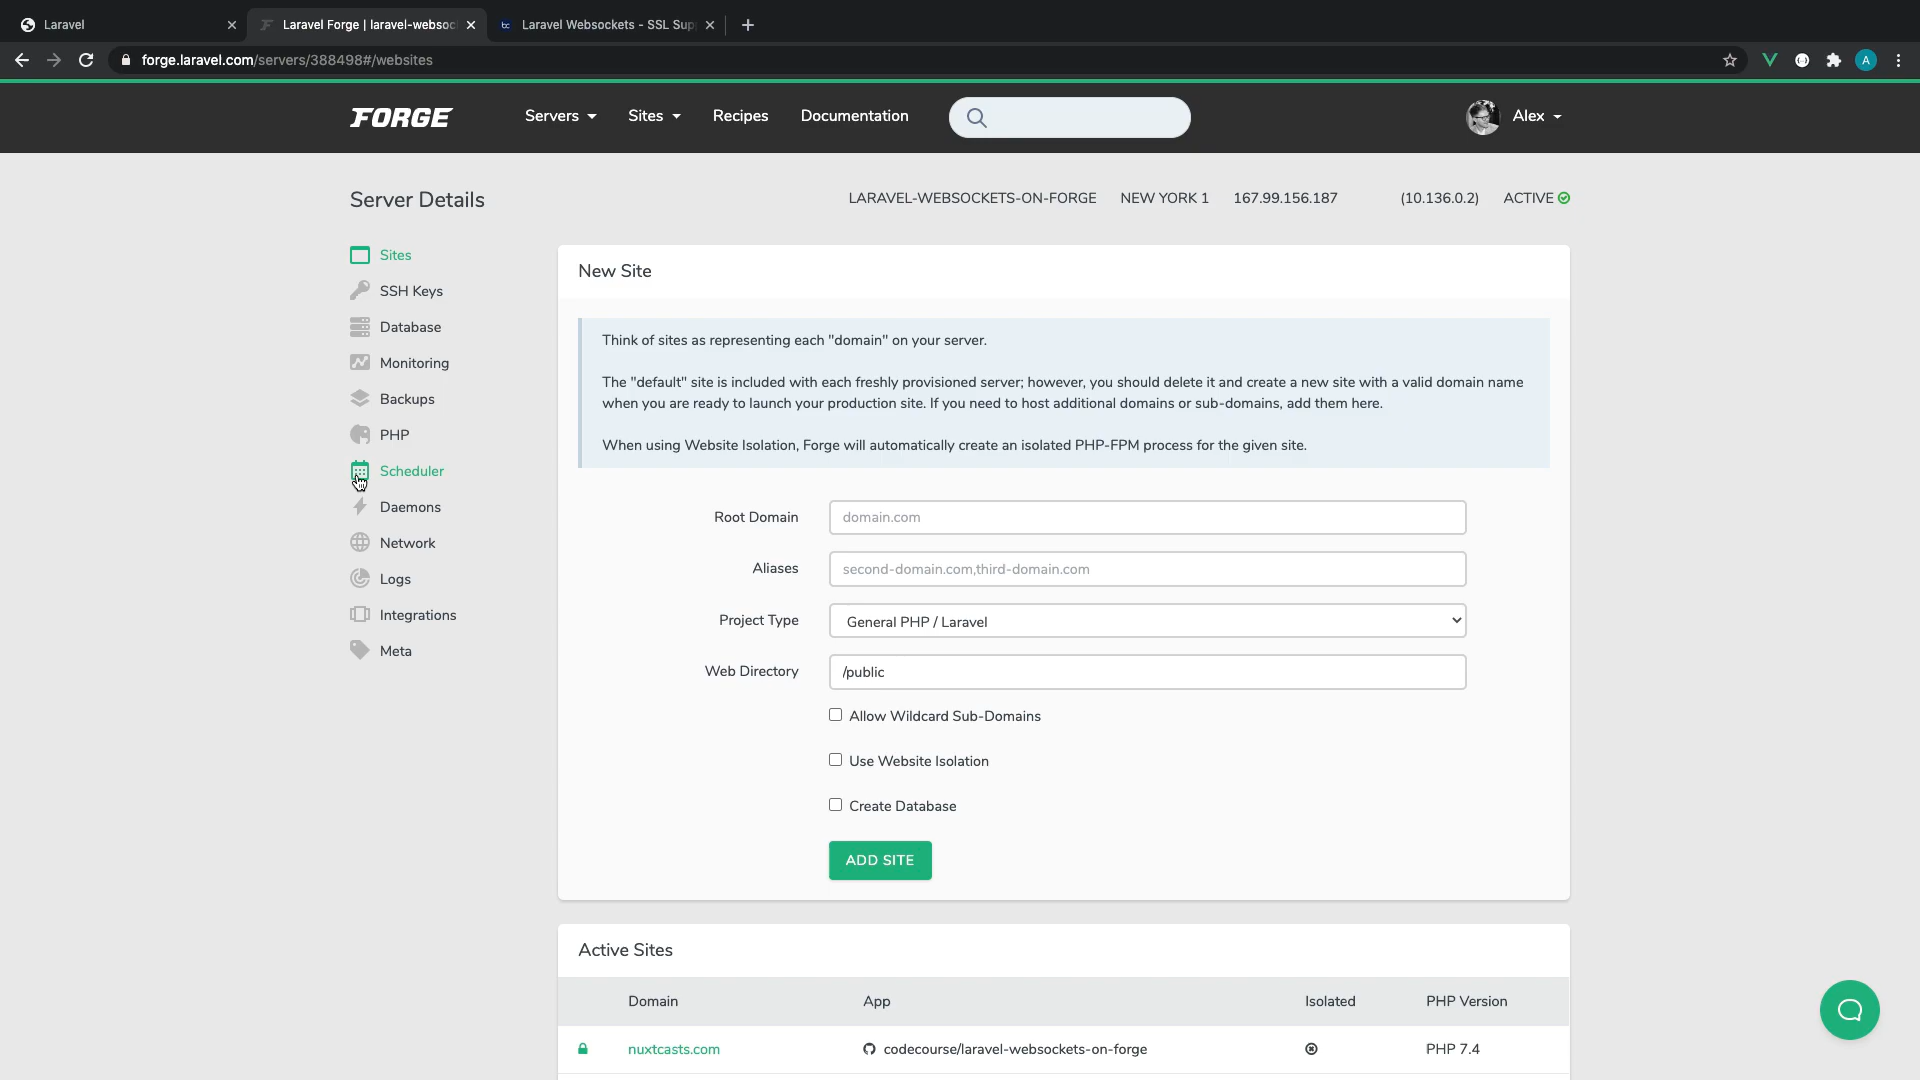 Laravel
Laravel Forge | laravel-websoc
Laravel Websockets - SSL Sup
forge.laravel.com/servers/388498#/websites
A
FORGE
Servers
Sites
Recipes
Documentation
Alex
Server Details
LARAVEL-WEBSOCKETS-ON-FORGE NEW YORK 1 167.99.156.187 (10.136.0.2) ACTIVE
Sites
SSH Keys
Database
Monitoring
Backups
PHP
Scheduler
Daemons
Network
Logs
Integrations
Meta
New Site
Think of sites as representing each "domain" on your server.
The "default" site is included with each freshly provisioned server; however, you should delete it and create a new site with a valid domain name
when you are ready to launch your production site. If you need to host additional domains or sub-domains, add them here.
When using Website Isolation, Forge will automatically create an isolated PHP-FPM process for the given site.
Root Domain
domain.com
Aliases
second-domain.com,third-domain.com
Project Type
General PHP / Laravel
Web Directory
/public
Allow Wildcard Sub-Domains
Use Website Isolation
Create Database
ADD SITE
Active Sites
Domain App Isolated PHP Version
nuxtcasts.com codecourse/laravel-websockets-on-forge PHP 7.4